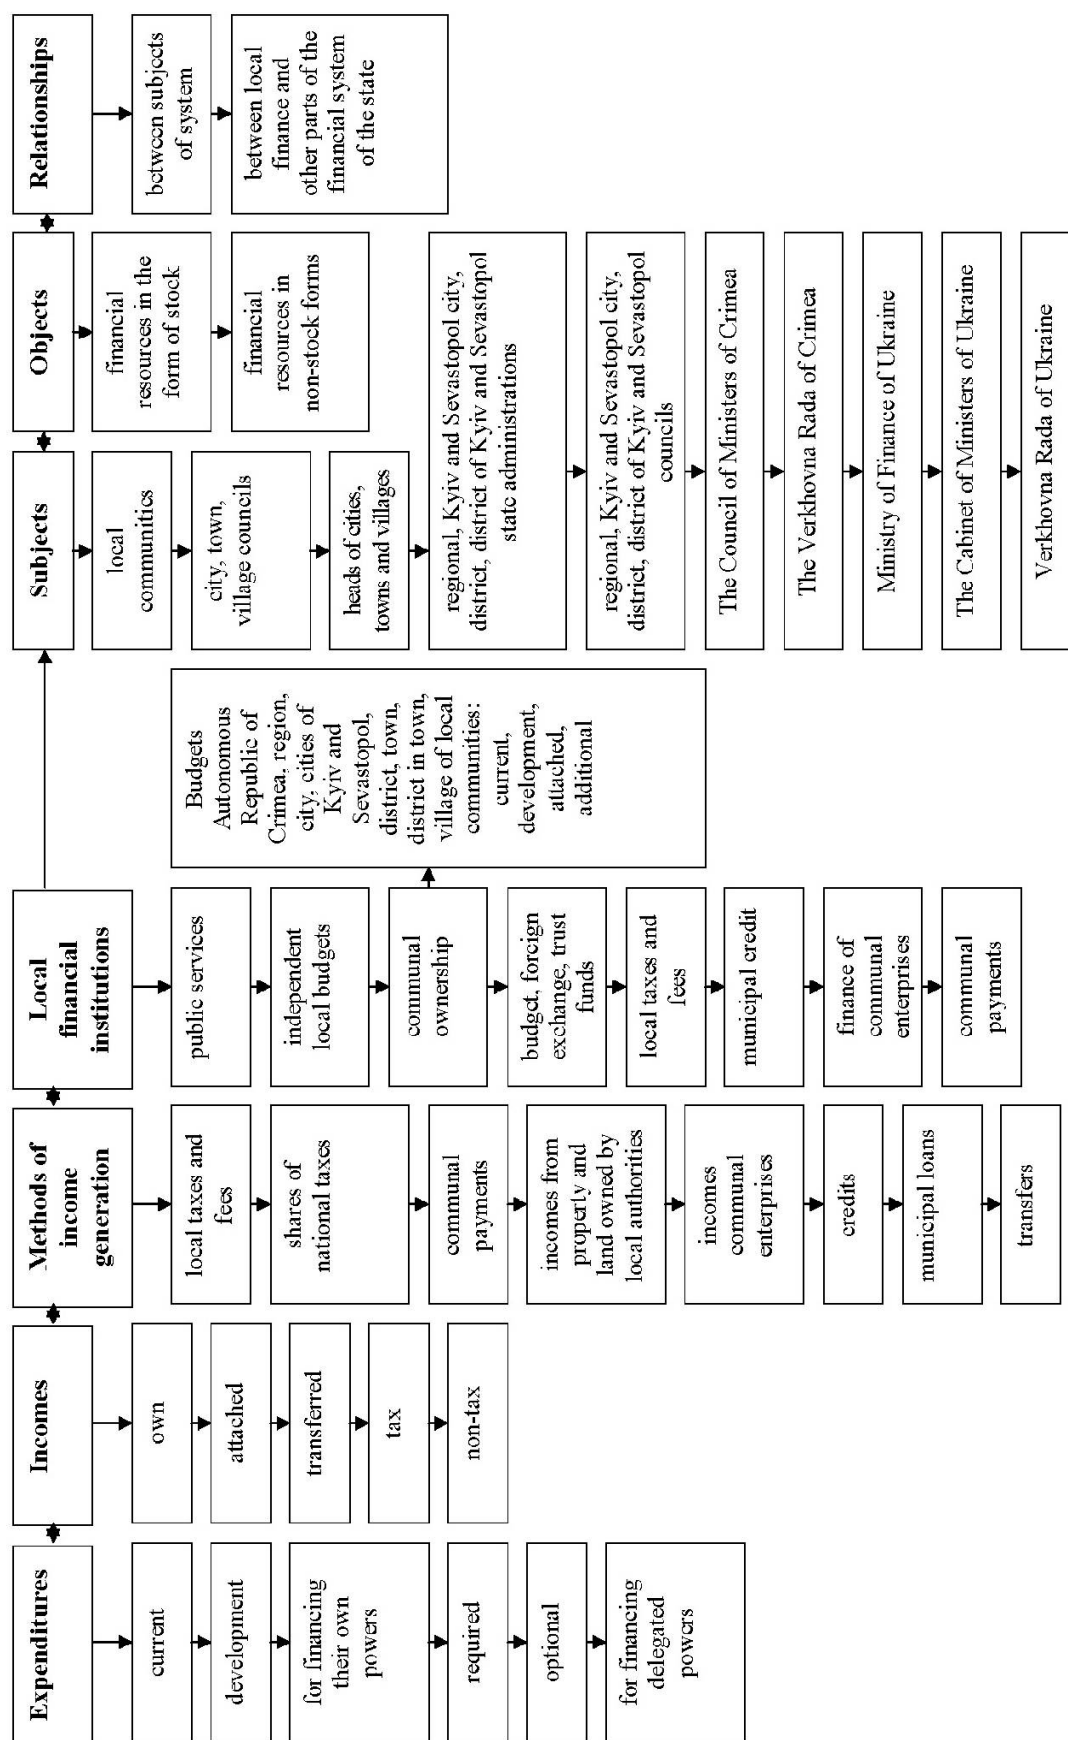 Expenditures
current
development
for financing
their own
powers
required
optional
for financing
delegated
powers
Incomes
own
attached
transferred
tax
non-tax
Methods of
income
generation
local taxes and
fees
shares of
national taxes
communal
payments
incomes from
property and
land owned by
local authorities
incomes
communal
enterprises
credits
municipal loans
transfers
Local
financial
institutions
public services
independent
local budgets
communal
ownership
budget, foreign
exchange, trust
funds
local taxes and
fees
municipal credit
finance of
communal
enterprises
communal
payments
Budgets
Autonomous
Republic of
Crimea, region,
city, cities of
Kyiv and
Sevastopol,
district, town,
district in town,
village of local
communities:
current,
development,
attached,
additional
Subjects
local
communities
city, town,
village councils
heads of cities,
towns and villages
regional, Kyiv and Sevastopol city,
district, district of Kyiv and Sevastopol
state administrations
regional, Kyiv and Sevastopol city,
district, district of Kyiv and Sevastopol
councils
The Council of Ministers of Crimea
The Verkhovna Rada of Crimea
Ministry of Finance of Ukraine
The Cabinet of Ministers of Ukraine
Verkhovna Rada of Ukraine
Objects
financial
resources in the
form of stock
financial
resources in
non-stock forms
Relationships
between subjects
of system
between local
finance and
other parts of the
financial system
of the state